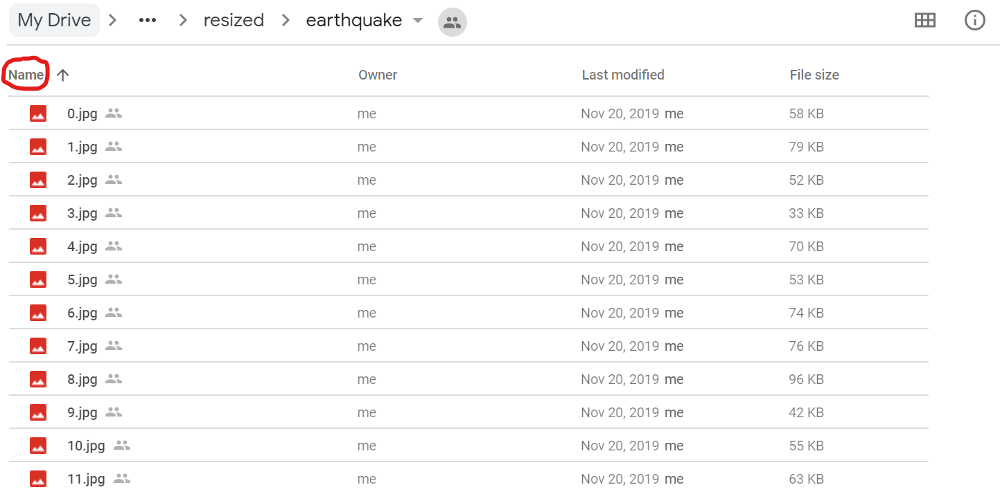 My Drive > ... > resized > earthquake
Name Owner Last modified File size
0.jpg me Nov 20, 2019 me 58 KB
1.jpg me Nov 20, 2019 me 79 KB
2.jpg me Nov 20, 2019 me 52 KB
3.jpg me Nov 20, 2019 me 33 KB
4.jpg me Nov 20, 2019 me 70 KB
5.jpg me Nov 20, 2019 me 53 KB
6.jpg me Nov 20, 2019 me 74 KB
7.jpg me Nov 20, 2019 me 76 KB
8.jpg me Nov 20, 2019 me 96 KB
9.jpg me Nov 20, 2019 me 42 KB
10.jpg me Nov 20, 2019 me 55 KB
11.jpg me Nov 20, 2019 me 63 KB